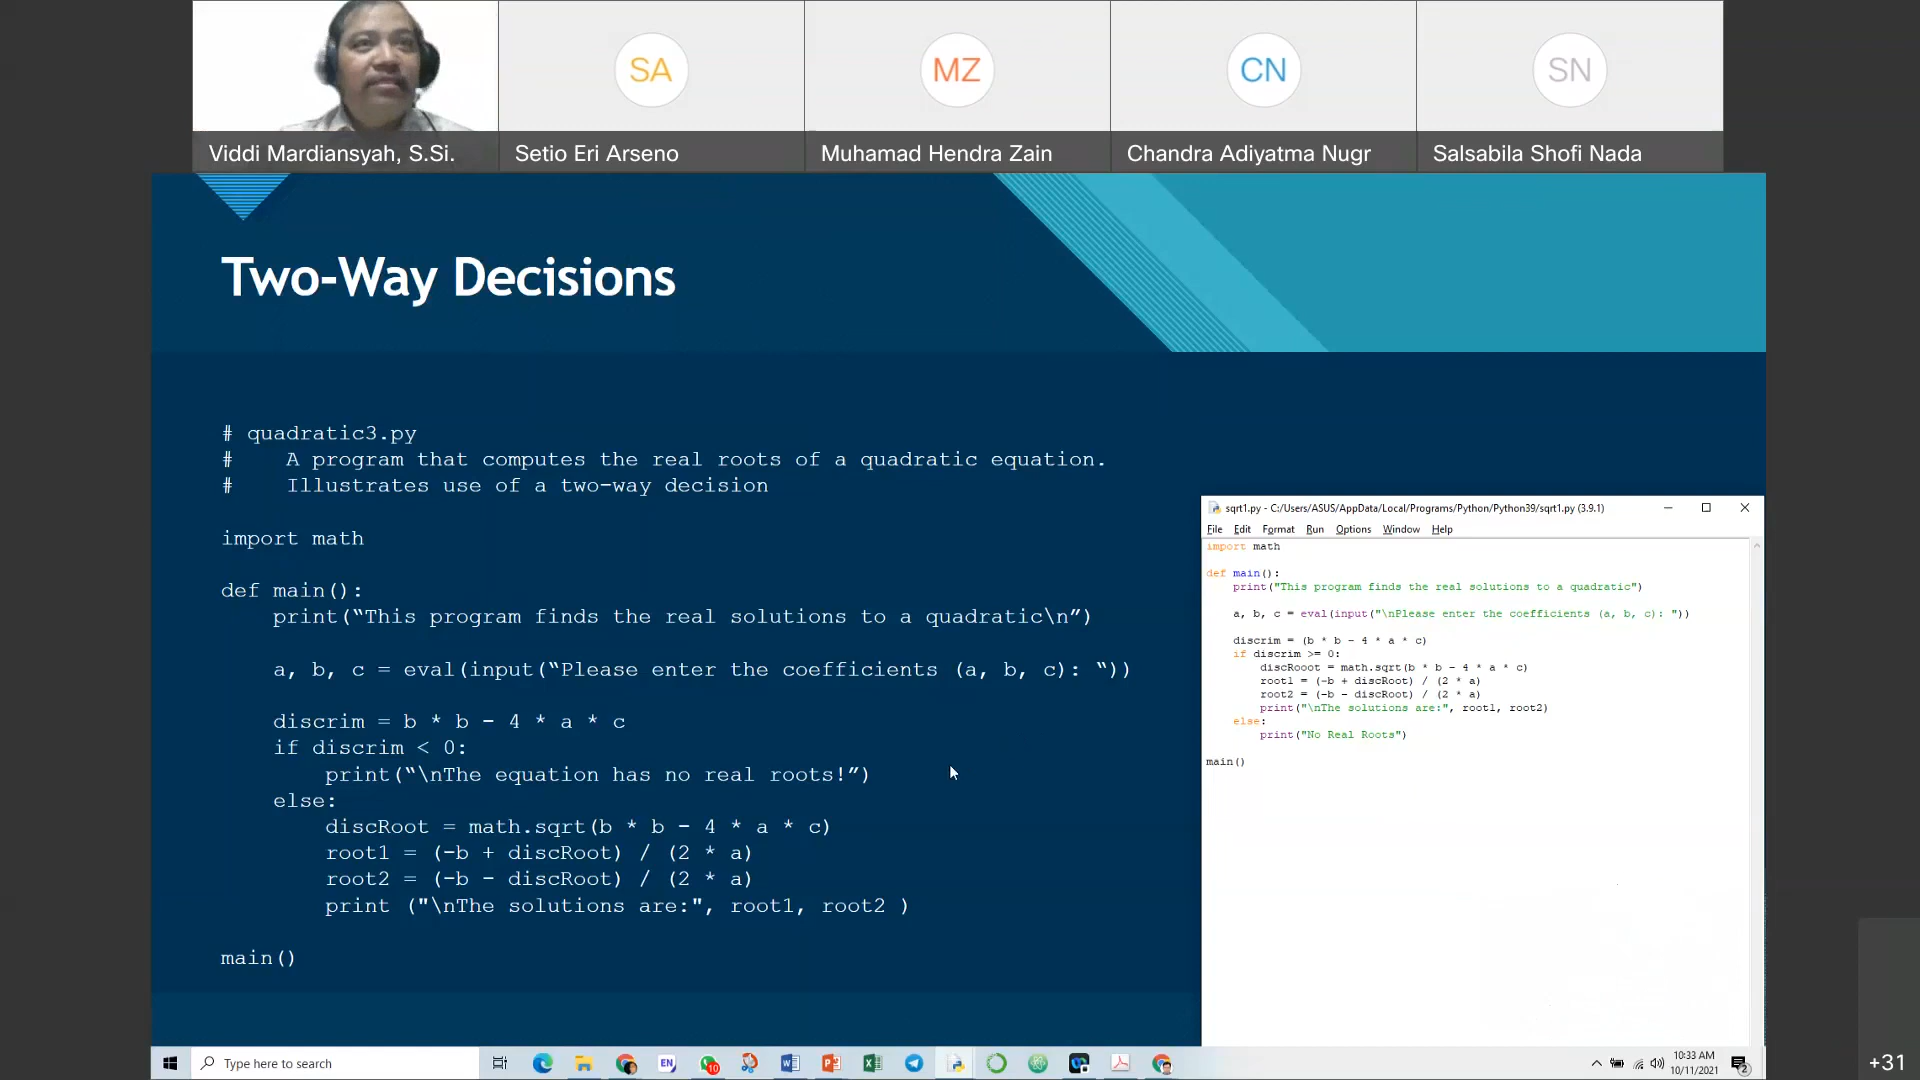 SA
MZ
CN
SN
Viddi Mardiansyah, S.Si.
Setio Eri Arseno
Muhamad Hendra Zain
Chandra Adiyatma Nugr
Salsabila Shofi Nada
Two-Way Decisions
# quadratic3.py
#    A program that computes the real roots of a quadratic equation.
#    Illustrates use of a two-way decision
import math
def main():
    print(“This program finds the real solutions to a quadratic\n”)
    a, b, c = eval(input(“Please enter the coefficients (a, b, c): “))
    discrim = b * b - 4 * a * c
    if discrim < 0:
        print(“\nThe equation has no real roots!”)
    else:
        discRoot = math.sqrt(b * b - 4 * a * c)
        root1 = (-b + discRoot) / (2 * a)
        root2 = (-b - discRoot) / (2 * a)
        print ("\nThe solutions are:", root1, root2 )
main()
sqrt1.py - C:/Users/ASUS/AppData/Local/Programs/Python/Python39/sqrt1.py (3.9.1)
File Edit Format Run Options Window Help
import math
def main():
    print("This program finds the real solutions to a quadratic")
    a, b, c = eval(input("\nPlease enter the coefficients (a, b, c): "))
    discrim = (b * b - 4 * a * c)
    if discrim >= 0:
        discRooot = math.sqrt(b * b - 4 * a * c)
        root1 = (-b + discRoot) / (2 * a)
        root2 = (-b - discRoot) / (2 * a)
        print("\nThe solutions are:", root1, root2)
    else:
        print("No Real Roots")
main()
Type here to search
EN
10
10:33 AM
10/11/2021
2
+31